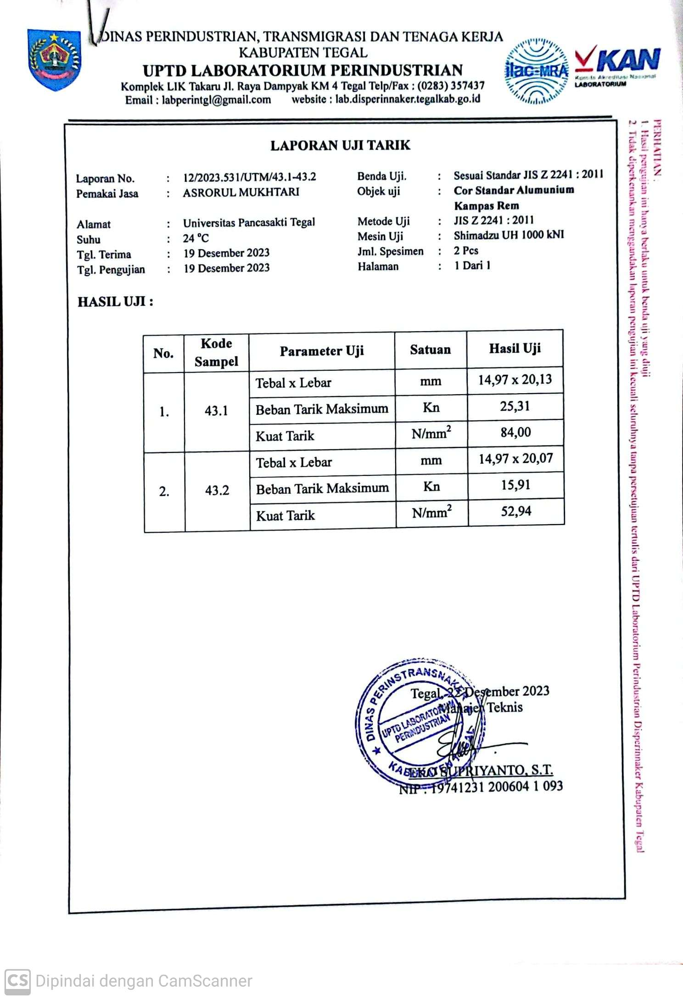 DINAS PERINDUSTRIAN, TRANSMIGRASI DAN TENAGA KERJA
KABUPATEN TEGAL
UPTD LABORATORIUM PERINDUSTRIAN
Komplek LIK Takaru Jl. Raya Dampyak KM 4 Tegal Telp/Fax : (0283) 357437
Email : labperintgl@gmail.com website : lab.disperinnaker.tegalkab.go.id
ilac-MRA
KAN
Komite Akreditasi Nasional
LABORATORIUM
LAPORAN UJI TARIK
Laporan No. : 12/2023.531/UTM/43.1-43.2 Benda Uji. : Sesuai Standar JIS Z 2241 : 2011
Pemakai Jasa : ASRORUL MUKHTARI Objek uji : Cor Standar Alumunium
Kampas Rem
Alamat : Universitas Pancasakti Tegal Metode Uji : JIS Z 2241 : 2011
Suhu : 24 °C Mesin Uji : Shimadzu UH 1000 kNI
Tgl. Terima : 19 Desember 2023 Jml. Spesimen : 2 Pcs
Tgl. Pengujian : 19 Desember 2023 Halaman : 1 Dari 1
HASIL UJI :
No. Kode Sampel Parameter Uji Satuan Hasil Uji
1. 43.1 Tebal x Lebar mm 14,97 x 20,13
Beban Tarik Maksimum Kn 25,31
Kuat Tarik N/mm² 84,00
2. 43.2 Tebal x Lebar mm 14,97 x 20,07
Beban Tarik Maksimum Kn 15,91
Kuat Tarik N/mm² 52,94
Tegal, 22 Desember 2023
Manajer Teknis
DINAS PERINSTRANSNAKER
UPTD LABORATORIUM
PERINDUSTRIAN
KABUPATEN TEGAL
EKO SUPRIYANTO, S.T.
NIP : 19741231 200604 1 093
PERHATIAN :
1. Hasil pengujian ini hanya berlaku untuk benda uji yang diuji
2. Tidak diperkenankan menggandakan laporan pengujian ini kecuali seluruhnya tanpa persetujuan tertulis dari UPTD Laboratorium Perindustrian Disperinnaker Kabupaten Tegal
CS Dipindai dengan CamScanner